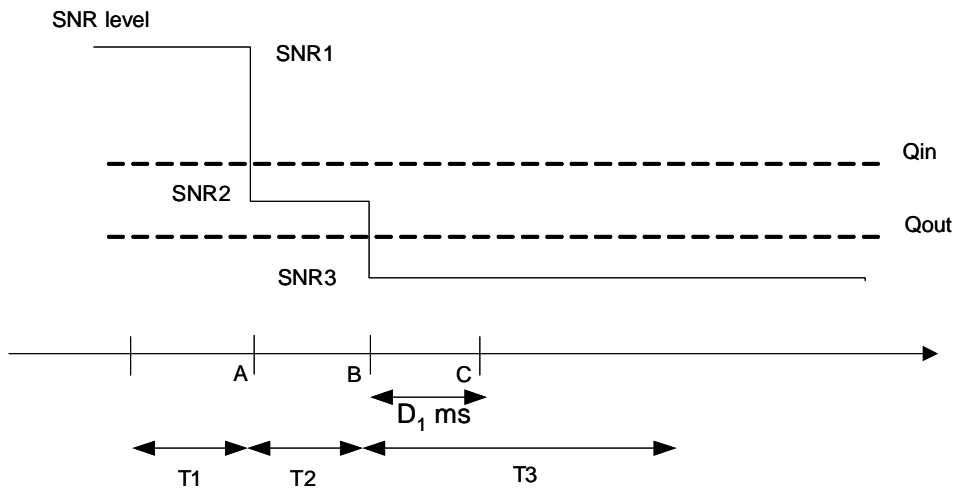 SNR level
SNR1
Qin
SNR2
Qout
SNR3
A
B
C
D₁ ms
T1
T2
T3